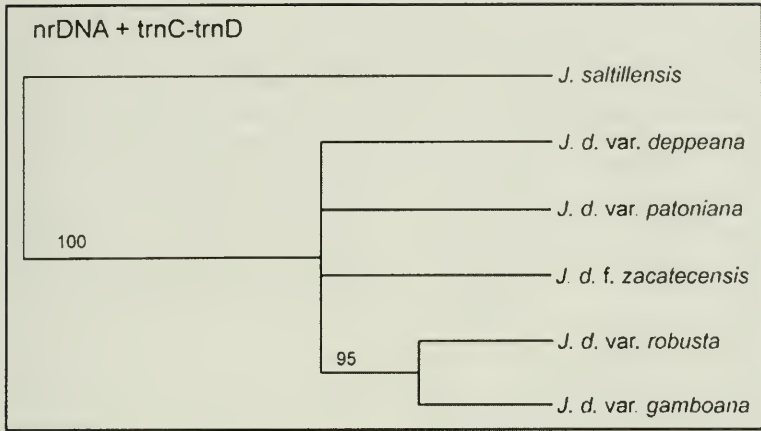 nrDNA + trnC-trnD
J. saltillensis
J. d. var. deppeana
J. d. var. patoniana
100
J. d. f. zacatecensis
J. d. var. robusta
95
J. d. var. gamboana